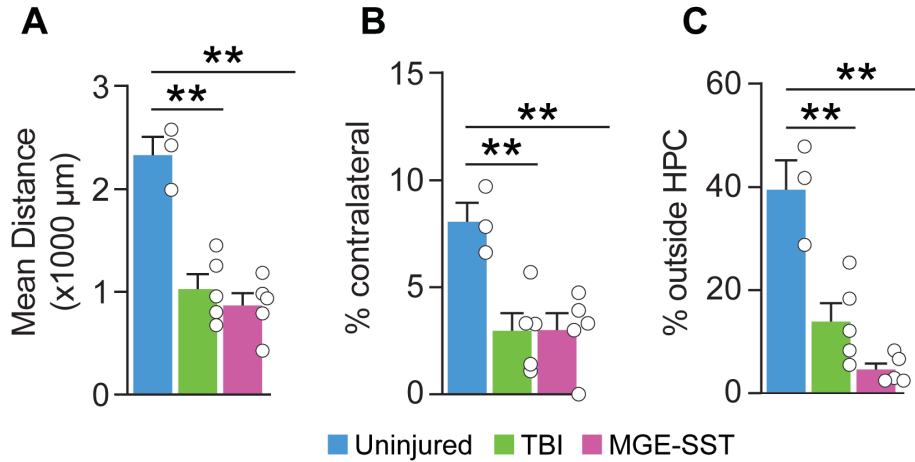 A
Mean Distance
(x1000 µm)
3
2
1
0
**
**
B
% contralateral
15
10
5
0
**
**
C
% outside HPC
60
40
20
0
**
**
Uninjured TBI MGE-SST